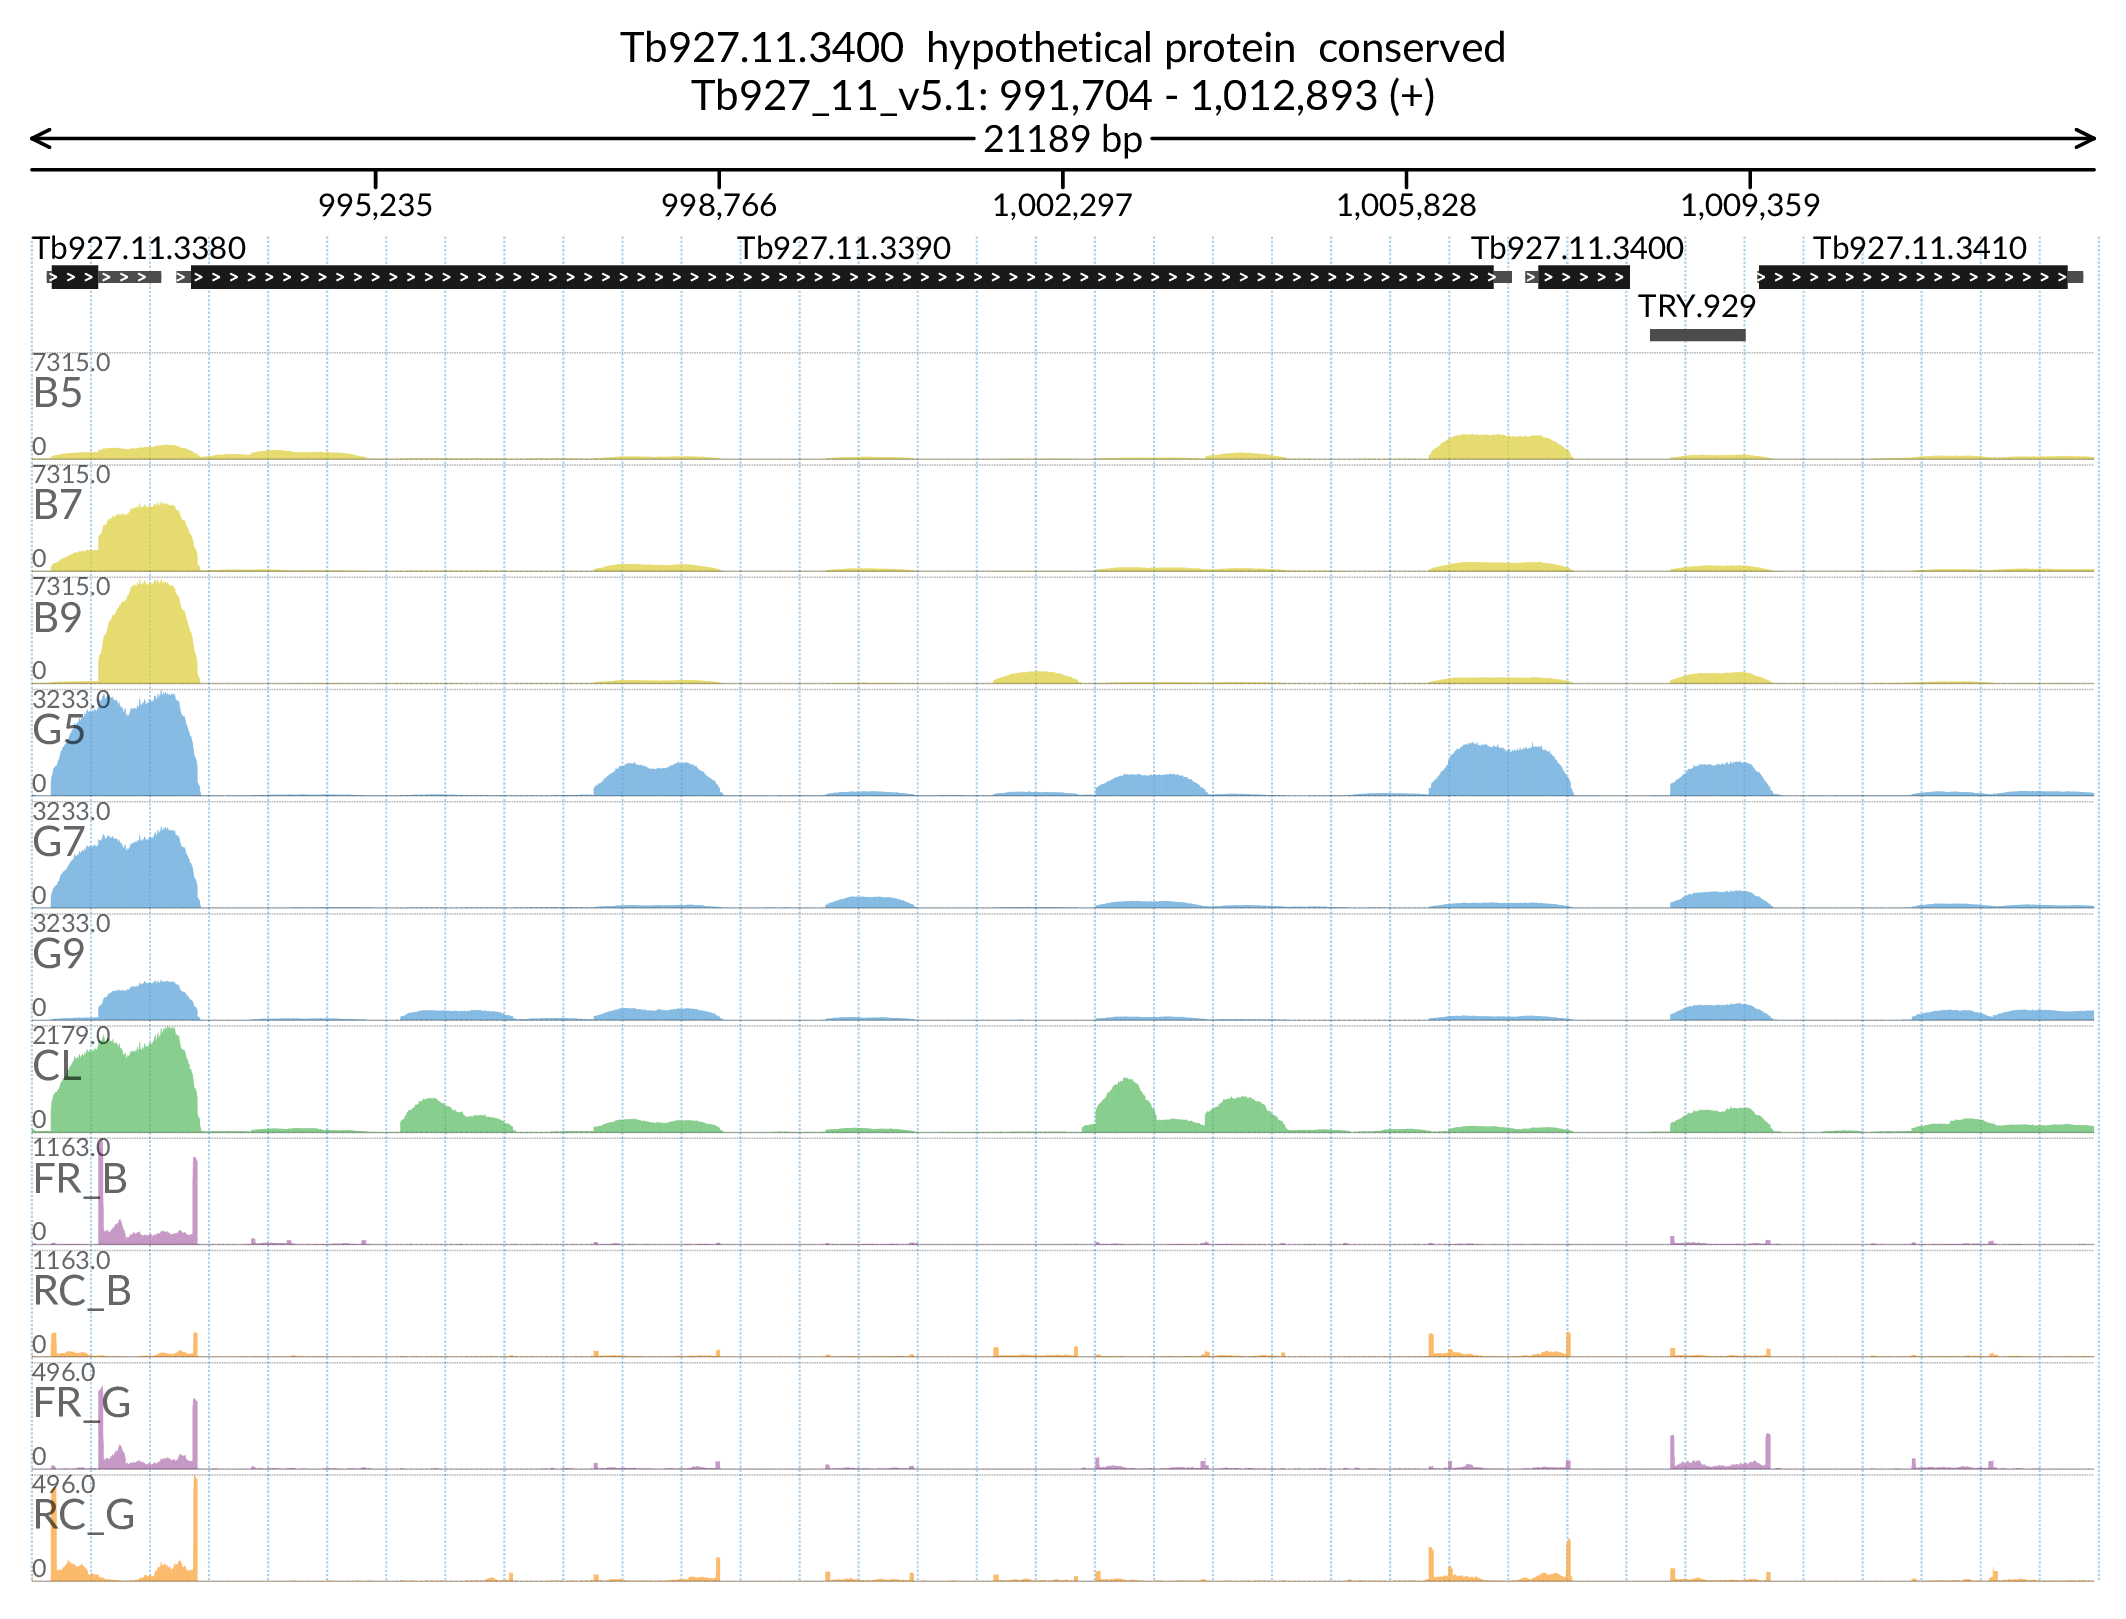 Tb927.11.3400 hypothetical protein conserved
Tb927_11_v5.1: 991,704 - 1,012,893 (+)
21189 bp
995,235 998,766 1,002,297 1,005,828 1,009,359
Tb927.11.3380 Tb927.11.3390 Tb927.11.3400 Tb927.11.3410
TRY.929
7315.0
B5
0
7315.0
B7
0
7315.0
B9
0
3233.0
G5
0
3233.0
G7
0
3233.0
G9
0
2179.0
CL
0
1163.0
FR_B
0
1163.0
RC_B
0
496.0
FR_G
0
496.0
RC_G
0